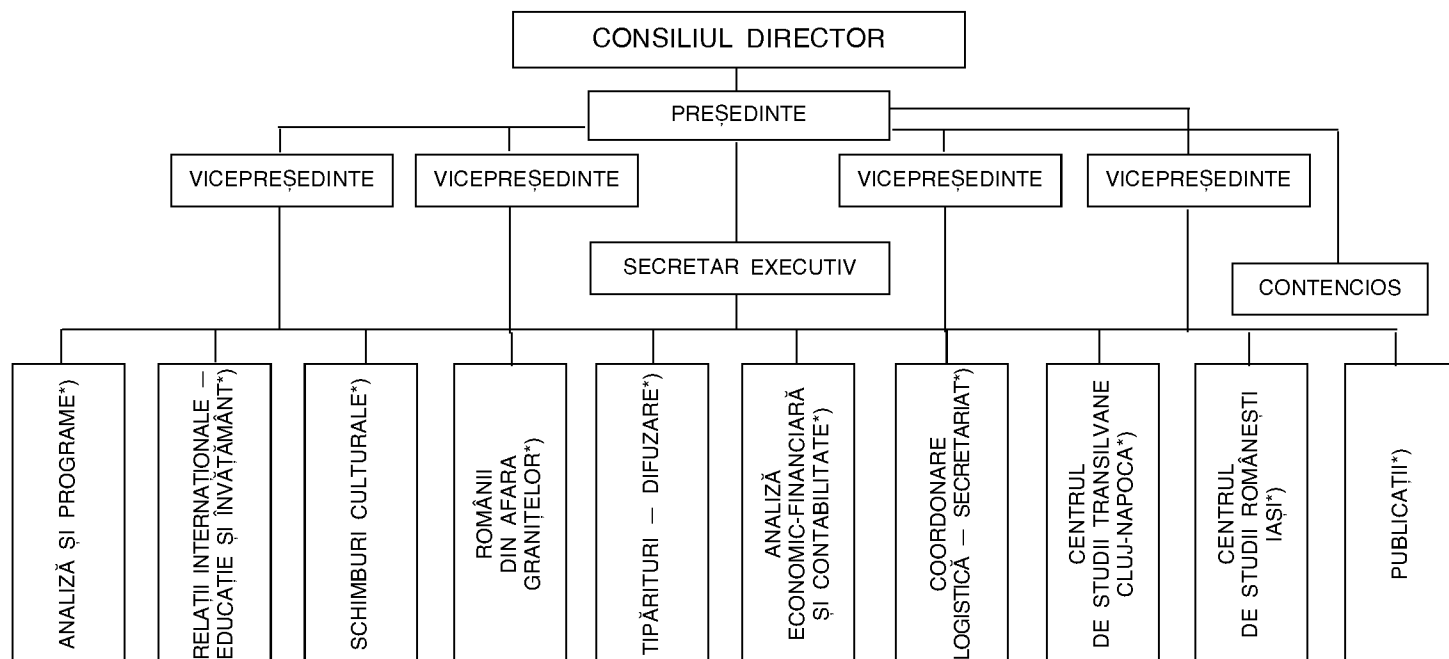 CONSILIUL DIRECTOR
PREȘEDINTE
VICEPREȘEDINTE
VICEPREȘEDINTE
VICEPREȘEDINTE
VICEPREȘEDINTE
SECRETAR EXECUTIV
CONTENCIOS
ANALIZĂ ȘI PROGRAME*)
RELAȚII INTERNAȚIONALE —
EDUCAȚIE ȘI ÎNVĂȚĂMÂNT*)
SCHIMBURI CULTURALE*)
ROMÂNII
DIN AFARA
GRANIȚELOR*)
TIPĂRITURI — DIFUZARE*)
ANALIZĂ
ECONOMIC-FINANCIARĂ
ȘI CONTABILITATE*)
COORDONARE
LOGISTICĂ — SECRETARIAT*)
CENTRUL
DE STUDII TRANSILVANE
CLUJ-NAPOCA*)
CENTRUL
DE STUDII ROMÂNEȘTI
IAȘI*)
PUBLICAȚII*)